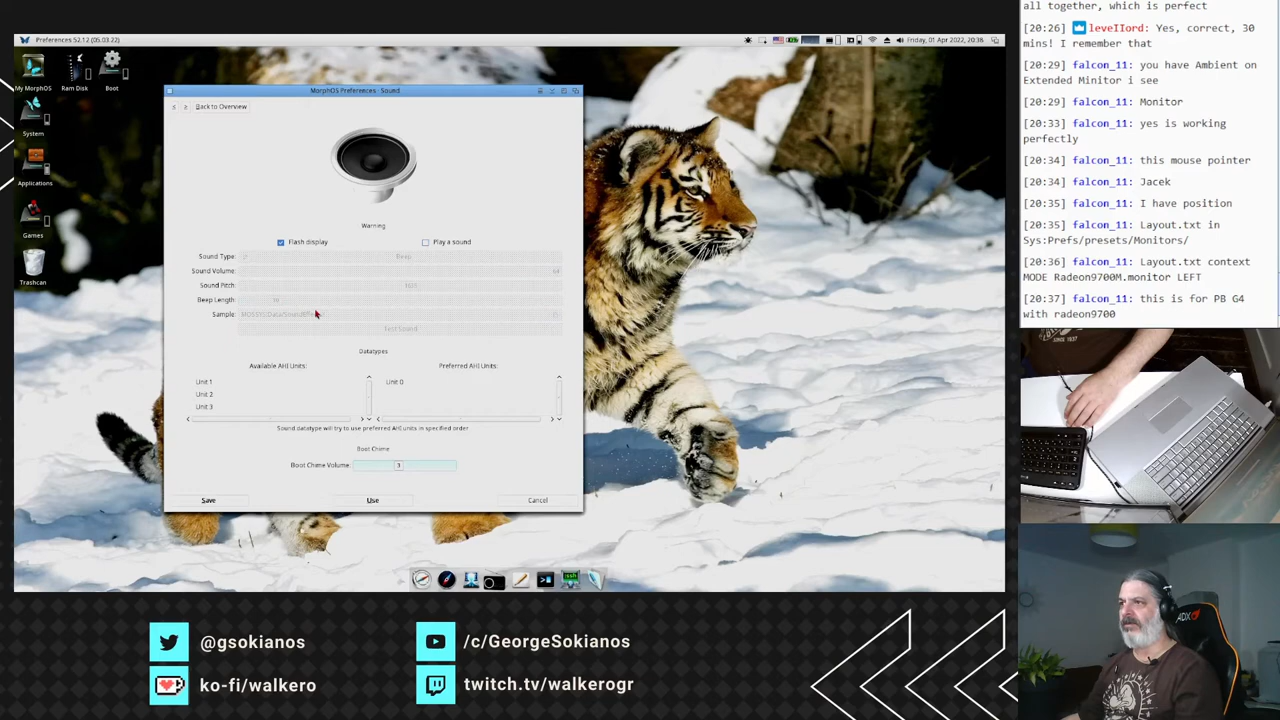 Preferences 52.12 (05.03.22)
Friday, 01 Apr 2022, 20:38
My MorphOS
Ram Disk
Boot
System
Applications
Games
Trashcan
MorphOS Preferences : Sound
Back to Overview
Warning
Flash display
Play a sound
Sound Type:
Beep
Sound Volume:
Sound Pitch:
Beep Length:
Sample:
Test Sound
Datatypes
Available AHI Units:
Preferred AHI Units:
Unit 1
Unit 2
Unit 3
Unit 0
Sound datatype will try to use preferred AHI units in specified order
Boot Chime
Boot Chime Volume:
3
Save
Use
Cancel
ssh
all together, which is perfect
[20:26] leveIIord: Yes, correct, 30
mins! I remember that
[20:29] falcon_11: you have Ambient on
Extended Minitor i see
[20:29] falcon_11: Monitor
[20:33] falcon_11: yes is working
perfectly
[20:34] falcon_11: this mouse pointer
[20:34] falcon_11: Jacek
[20:35] falcon_11: I have position
[20:35] falcon_11: Layout.txt in
Sys:Prefs/presets/Monitors/
[20:36] falcon_11: Layout.txt context
MODE Radeon9700M.monitor LEFT
[20:37] falcon_11: this is for PB G4
with radeon9700
@gsokianos
/c/GeorgeSokianos
ko-fi/walkero
twitch.tv/walkerogr